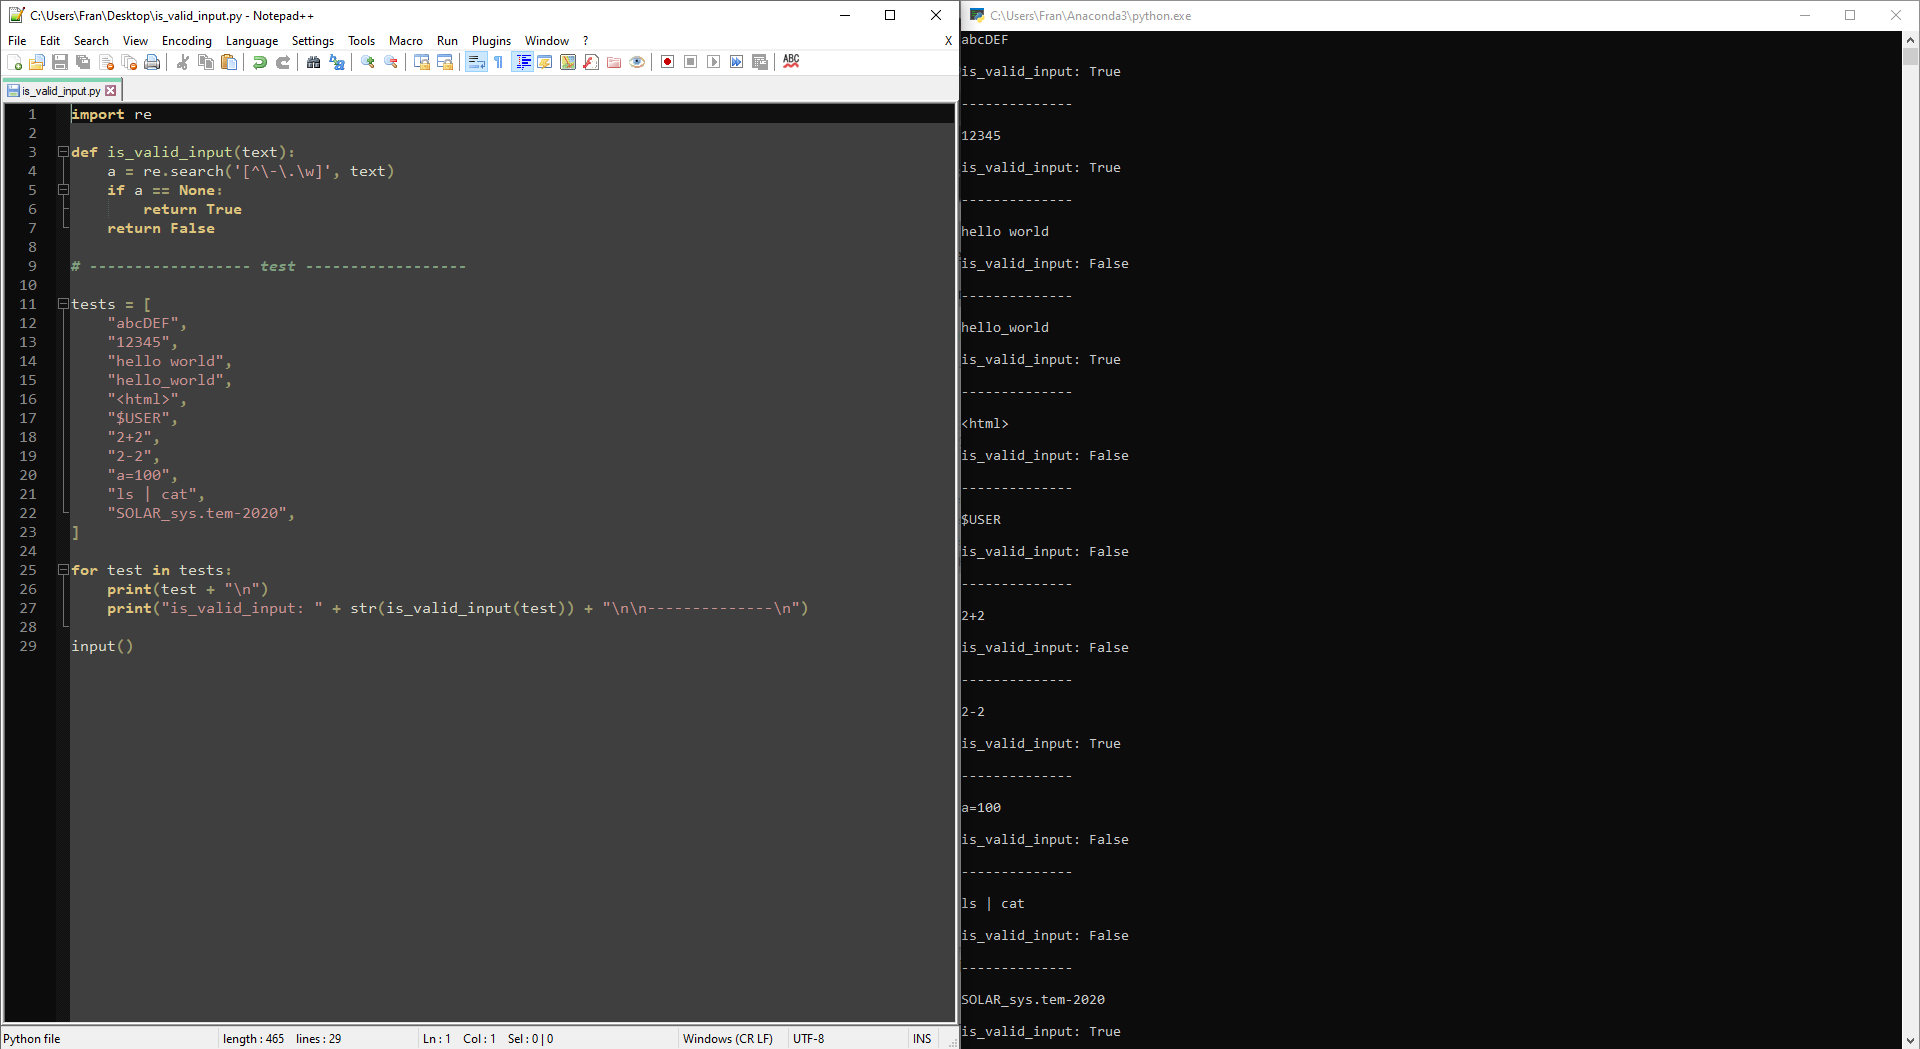 C:\Users\Fran\Desktop\is_valid_input.py - Notepad++
File Edit Search View Encoding Language Settings Tools Macro Run Plugins Window ? X
ABC
is_valid_input.py
1 import re
2
3 def is_valid_input(text):
4     a = re.search('[^\-\.\w]', text)
5     if a == None:
6         return True
7     return False
8
9 # ------------------ test ------------------
10
11 tests = [
12     "abcDEF",
13     "12345",
14     "hello world",
15     "hello_world",
16     "<html>",
17     "$USER",
18     "2+2",
19     "2-2",
20     "a=100",
21     "ls | cat",
22     "SOLAR_sys.tem-2020",
23 ]
24
25 for test in tests:
26     print(test + "\n")
27     print("is_valid_input: " + str(is_valid_input(test)) + "\n\n--------------\n")
28
29 input()
Python file length : 465 lines : 29 Ln : 1 Col : 1 Sel : 0 | 0 Windows (CR LF) UTF-8 INS
C:\Users\Fran\Anaconda3\python.exe
abcDEF
is_valid_input: True
--------------
12345
is_valid_input: True
--------------
hello world
is_valid_input: False
--------------
hello_world
is_valid_input: True
--------------
<html>
is_valid_input: False
--------------
$USER
is_valid_input: False
--------------
2+2
is_valid_input: False
--------------
2-2
is_valid_input: True
--------------
a=100
is_valid_input: False
--------------
ls | cat
is_valid_input: False
--------------
SOLAR_sys.tem-2020
is_valid_input: True